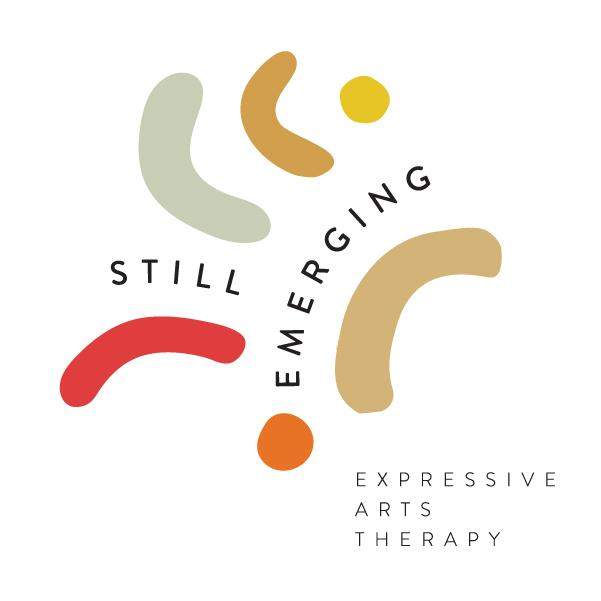 STILL
EMERGING
EXPRESSIVE
ARTS
THERAPY